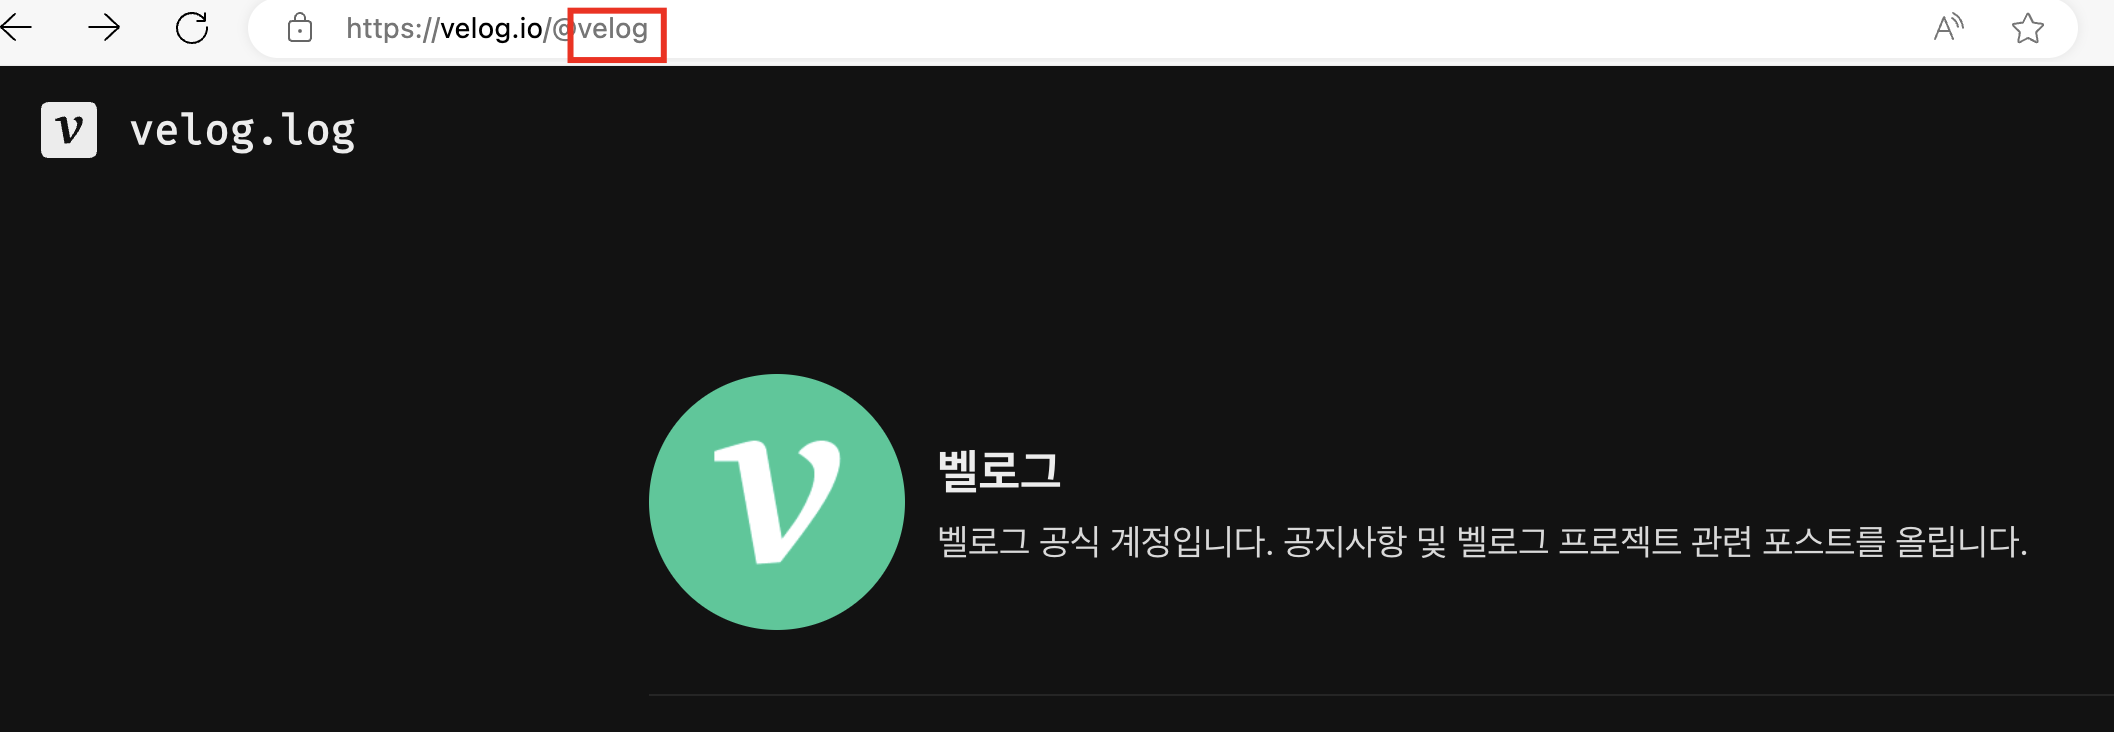 https://velog.io/@velog
v velog.log
v
벨로그
벨로그 공식 계정입니다. 공지사항 및 벨로그 프로젝트 관련 포스트를 올립니다.